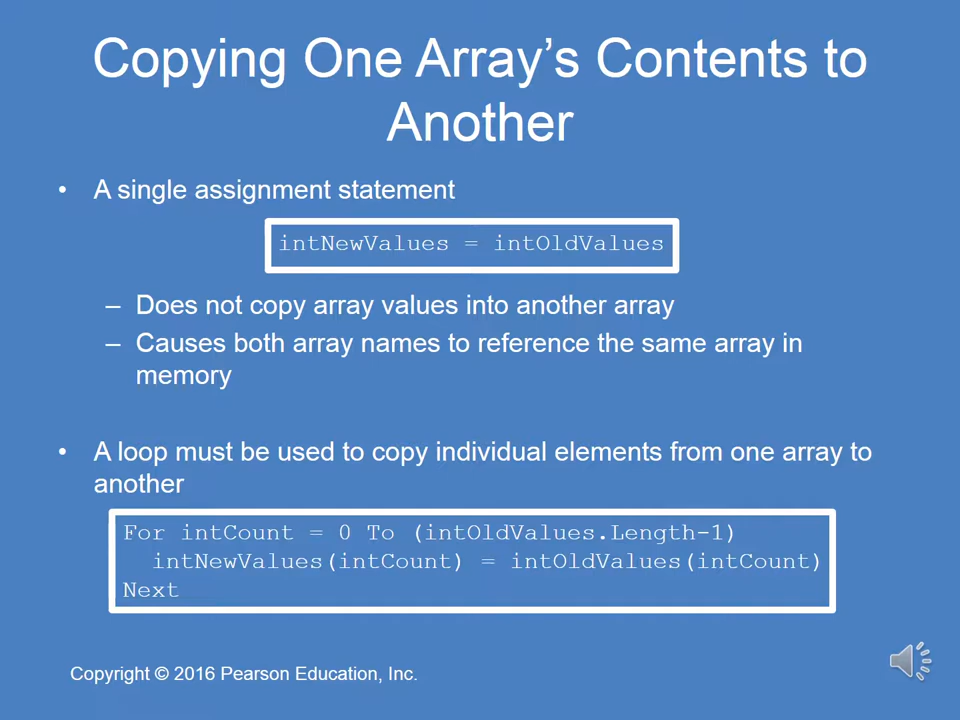 Copying One Array’s Contents to
Another
• A single assignment statement
intNewValues = intOldValues
– Does not copy array values into another array
– Causes both array names to reference the same array in
memory
• A loop must be used to copy individual elements from one array to
another
For intCount = 0 To (intOldValues.Length-1)
intNewValues(intCount) = intOldValues(intCount)
Next
Copyright © 2016 Pearson Education, Inc.